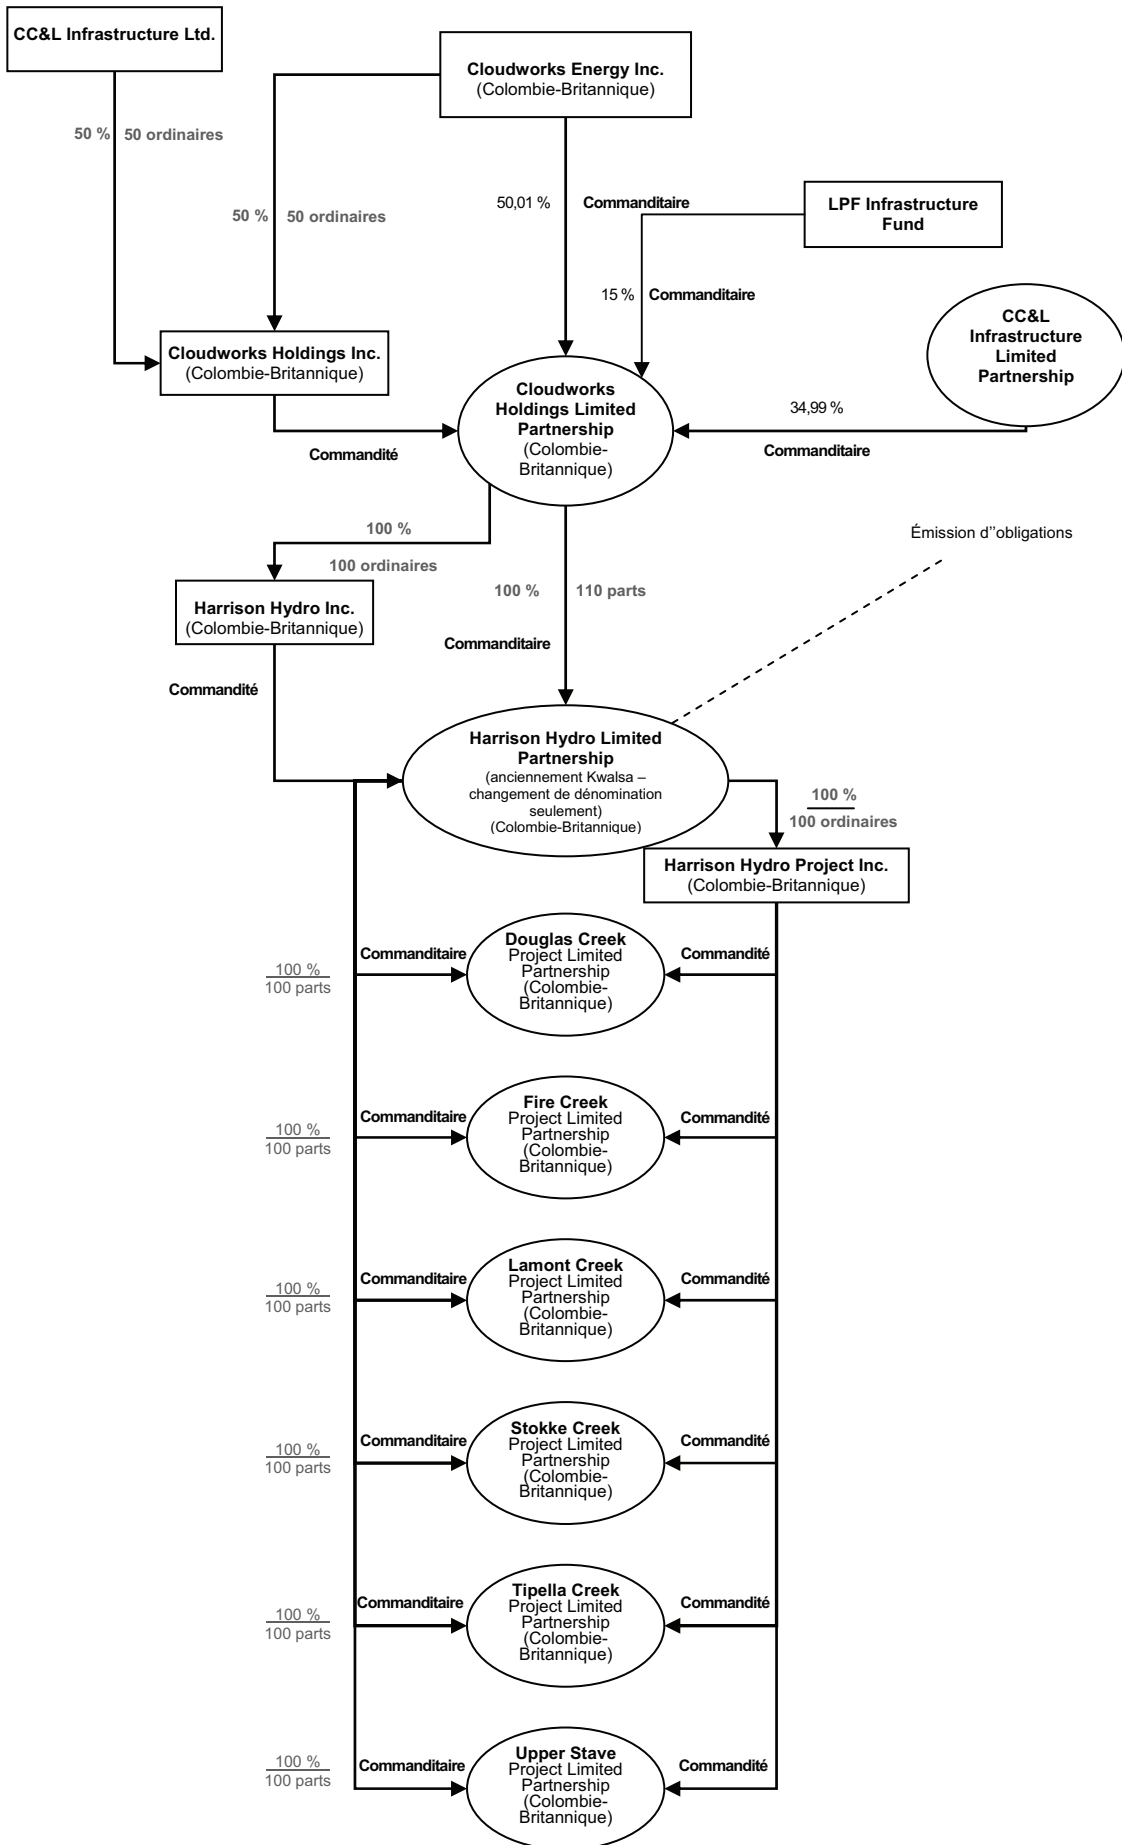 CC&L Infrastructure Ltd.
Cloudworks Energy Inc.
(Colombie-Britannique)
50 %
50 ordinaires
50 %
50 ordinaires
50,01 %
Commanditaire
LPF Infrastructure
Fund
15 %
Commanditaire
CC&L
Infrastructure
Limited
Partnership
Cloudworks Holdings Inc.
(Colombie-Britannique)
Cloudworks
Holdings Limited
Partnership
(Colombie-
Britannique)
34,99 %
Commanditaire
Commandité
100 %
100 ordinaires
Émission d''obligations
Harrison Hydro Inc.
(Colombie-Britannique)
100 %
110 parts
Commanditaire
Commandité
Harrison Hydro Limited
Partnership
(anciennement Kwalsa –
changement de dénomination
seulement)
(Colombie-Britannique)
100 %
100 ordinaires
Harrison Hydro Project Inc.
(Colombie-Britannique)
Commanditaire
100 %
100 parts
Douglas Creek
Project Limited
Partnership
(Colombie-
Britannique)
Commandité
Commanditaire
100 %
100 parts
Fire Creek
Project Limited
Partnership
(Colombie-
Britannique)
Commandité
Commanditaire
100 %
100 parts
Lamont Creek
Project Limited
Partnership
(Colombie-
Britannique)
Commandité
Commanditaire
100 %
100 parts
Stokke Creek
Project Limited
Partnership
(Colombie-
Britannique)
Commandité
Commanditaire
100 %
100 parts
Tipella Creek
Project Limited
Partnership
(Colombie-
Britannique)
Commandité
Commanditaire
100 %
100 parts
Upper Stave
Project Limited
Partnership
(Colombie-
Britannique)
Commandité